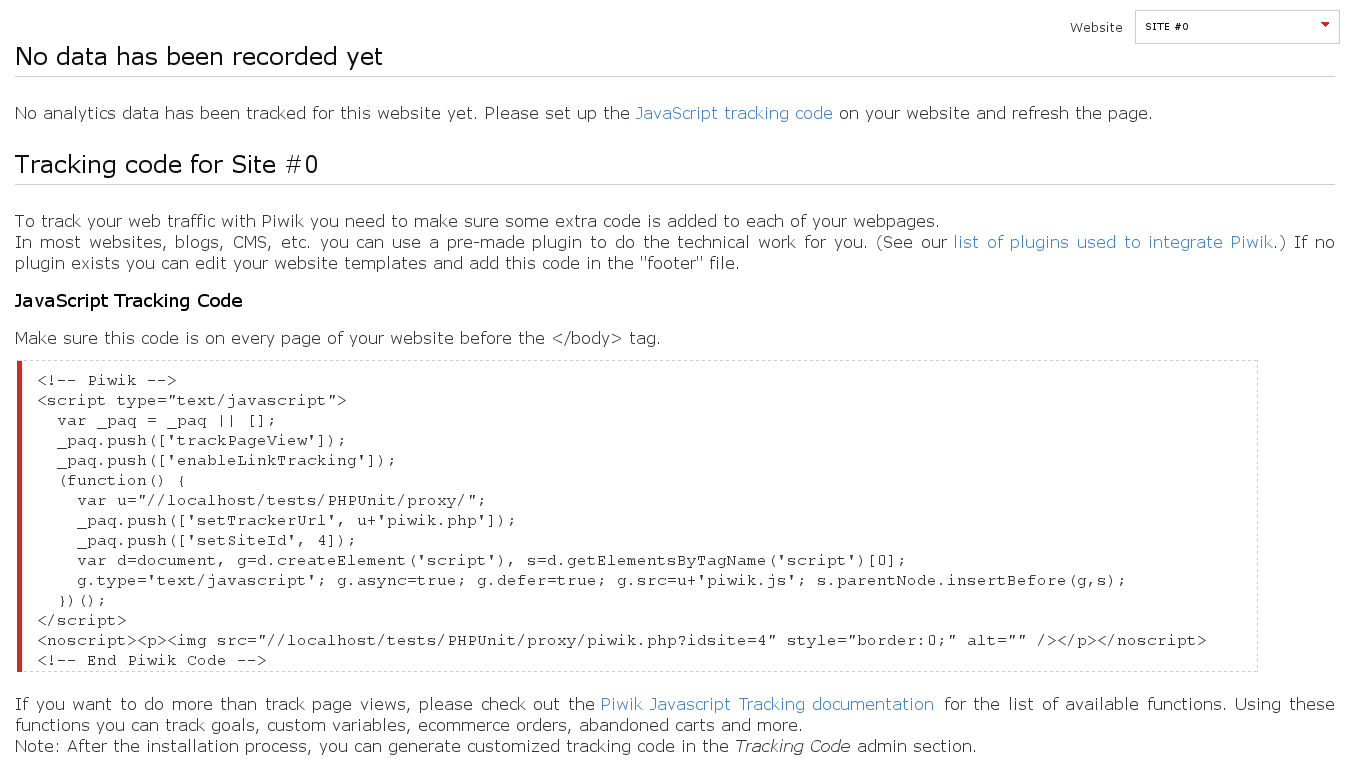 Website SITE #0
No data has been recorded yet
No analytics data has been tracked for this website yet. Please set up the JavaScript tracking code on your website and refresh the page.
Tracking code for Site #0
To track your web traffic with Piwik you need to make sure some extra code is added to each of your webpages.
In most websites, blogs, CMS, etc. you can use a pre-made plugin to do the technical work for you. (See our list of plugins used to integrate Piwik.) If no
plugin exists you can edit your website templates and add this code in the "footer" file.
JavaScript Tracking Code
Make sure this code is on every page of your website before the </body> tag.
<!-- Piwik -->
<script type="text/javascript">
  var _paq = _paq || [];
  _paq.push(['trackPageView']);
  _paq.push(['enableLinkTracking']);
  (function() {
    var u="//localhost/tests/PHPUnit/proxy/";
    _paq.push(['setTrackerUrl', u+'piwik.php']);
    _paq.push(['setSiteId', 4]);
    var d=document, g=d.createElement('script'), s=d.getElementsByTagName('script')[0];
    g.type='text/javascript'; g.async=true; g.defer=true; g.src=u+'piwik.js'; s.parentNode.insertBefore(g,s);
  })();
</script>
<noscript><p><img src="//localhost/tests/PHPUnit/proxy/piwik.php?idsite=4" style="border:0;" alt="" /></p></noscript>
<!-- End Piwik Code -->
If you want to do more than track page views, please check out the Piwik Javascript Tracking documentation for the list of available functions. Using these
functions you can track goals, custom variables, ecommerce orders, abandoned carts and more.
Note: After the installation process, you can generate customized tracking code in the Tracking Code admin section.